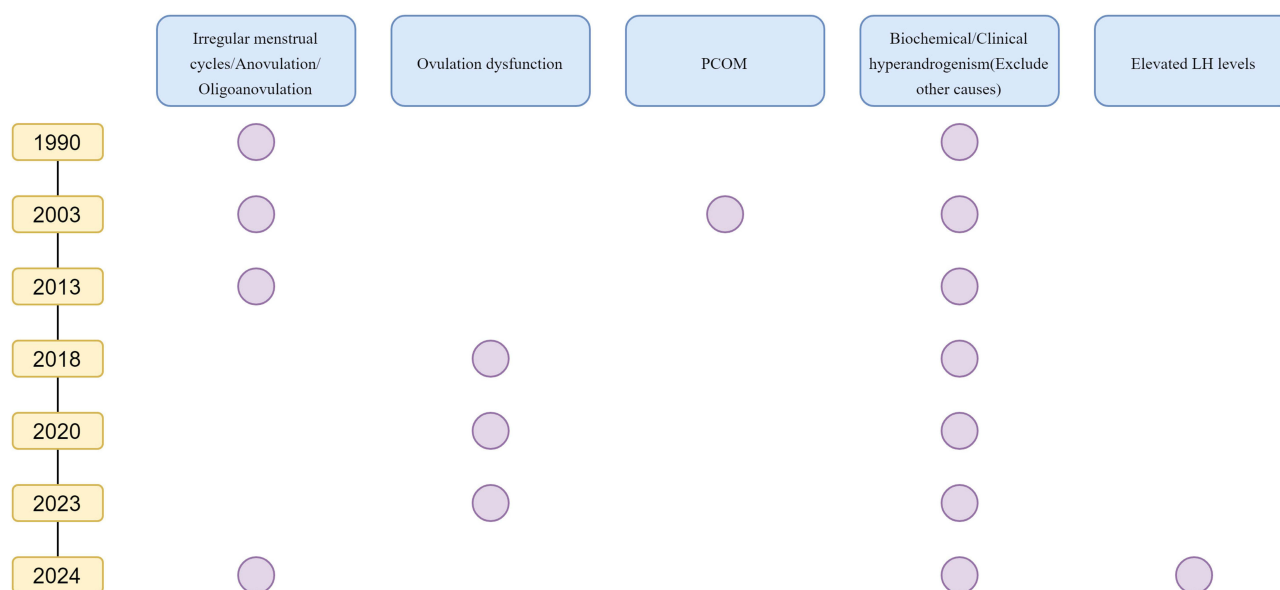 Irregular menstrual
cycles/Anovulation/
Oligoanovulation
Ovulation dysfunction
PCOM
Biochemical/Clinical
hyperandrogenism(Exclude
other causes)
Elevated LH levels
1990
2003
2013
2018
2020
2023
2024